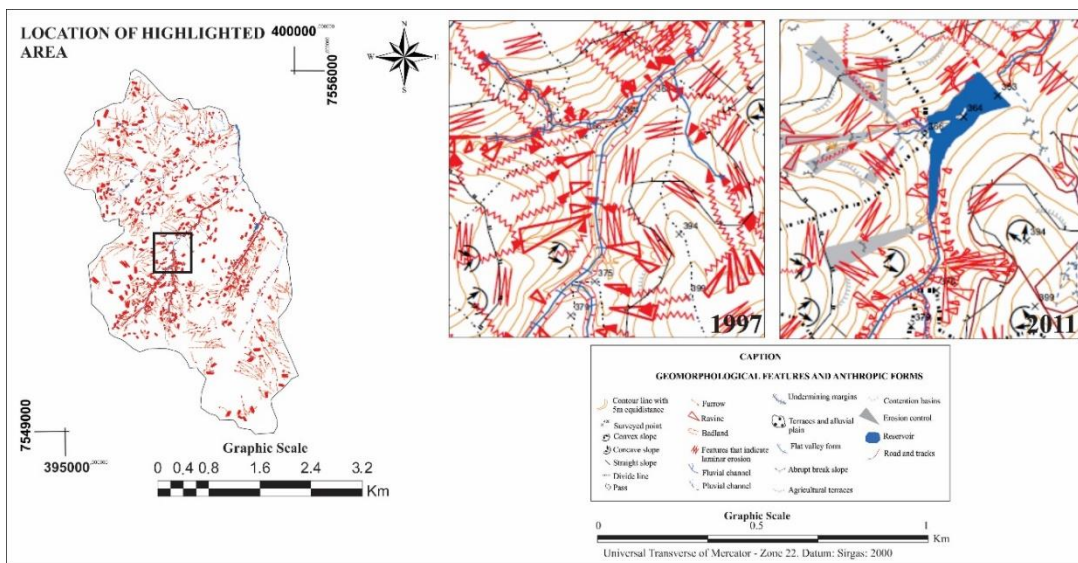 LOCATION OF HIGHLIGHTED
AREA
400000
7556000
N
W
E
S
7549000
395000
Graphic Scale
0 0.4 0.8 1.6 2.4 3.2
Km
364
375
394
399
1997
353
364
394
399
2011
CAPTION
GEOMORPHOLOGICAL FEATURES AND ANTHROPIC FORMS
Contour line with
5m equidistance
Surveyed point
Convex slope
Concave slope
Straight slope
Divide line
Pass
Furrow
Ravine
Badland
Features that indicate
laminar erosion
Fluvial channel
Pluvial channel
Undermining margins
Terraces and alluvial
plain
Flat valley form
Abrupt break slope
Agricultural terraces
Contention basins
Erosion control
Reservoir
Road and tracks
Graphic Scale
0 0.5 1
Km
Universal Transverse of Mercator - Zone 22. Datum: Sirgas: 2000